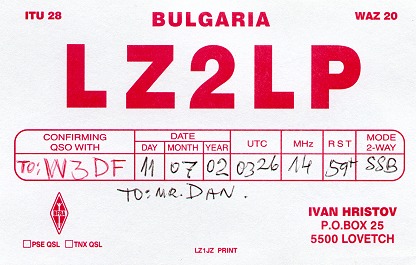 ITU 28 BULGARIA WAZ 20
LZ2LP
CONFIRMING QSO WITH DATE DAY MONTH YEAR UTC MHz R S T MODE 2-WAY
TO: W3DF 11 07 02 0326 14 59+ SSB
TO: MR. DAN.
BFRA
IVAN HRISTOV
P.O.BOX 25
5500 LOVETCH
PSE QSL TNX QSL
LZ1JZ PRINT